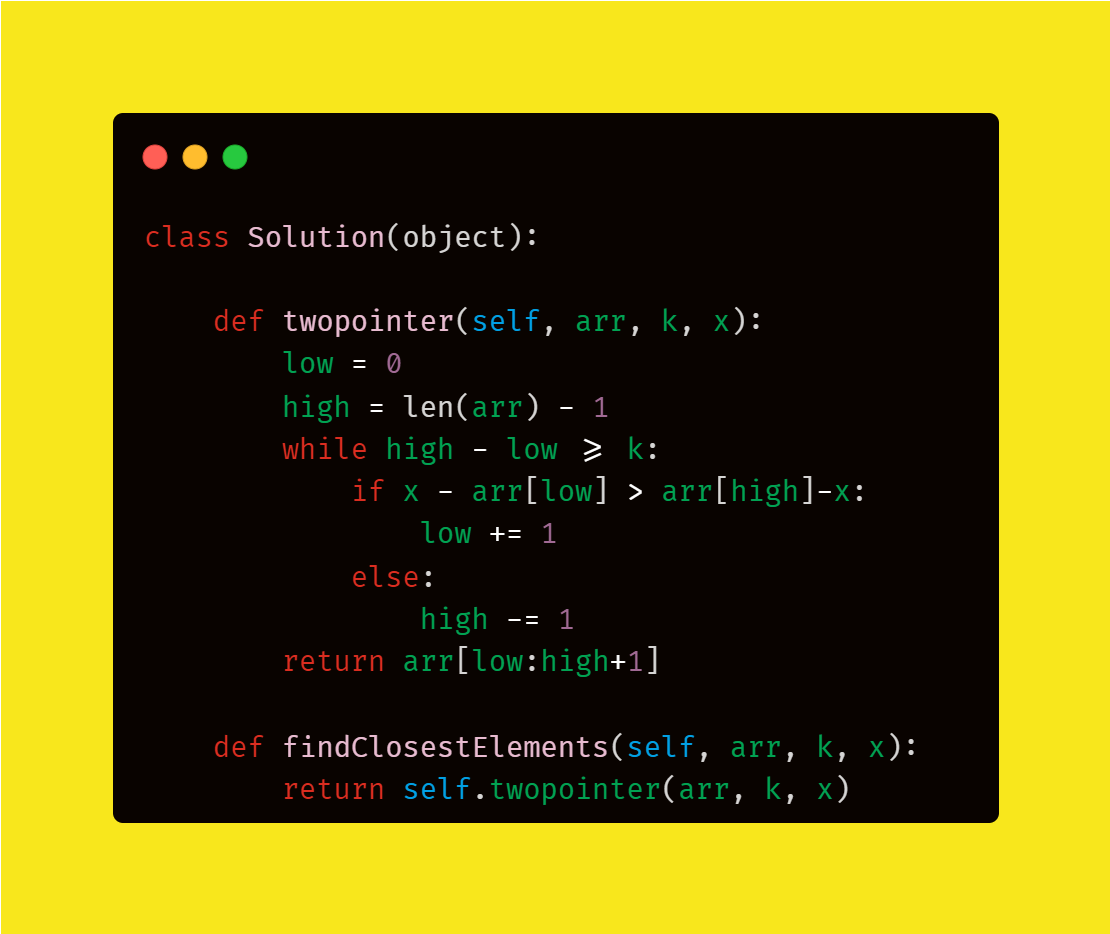 class Solution(object):
    def twopointer(self, arr, k, x):
        low = 0
        high = len(arr) - 1
        while high - low >= k:
            if x - arr[low] > arr[high]-x:
                low += 1
            else:
                high -= 1
        return arr[low:high+1]
    def findClosestElements(self, arr, k, x):
        return self.twopointer(arr, k, x)